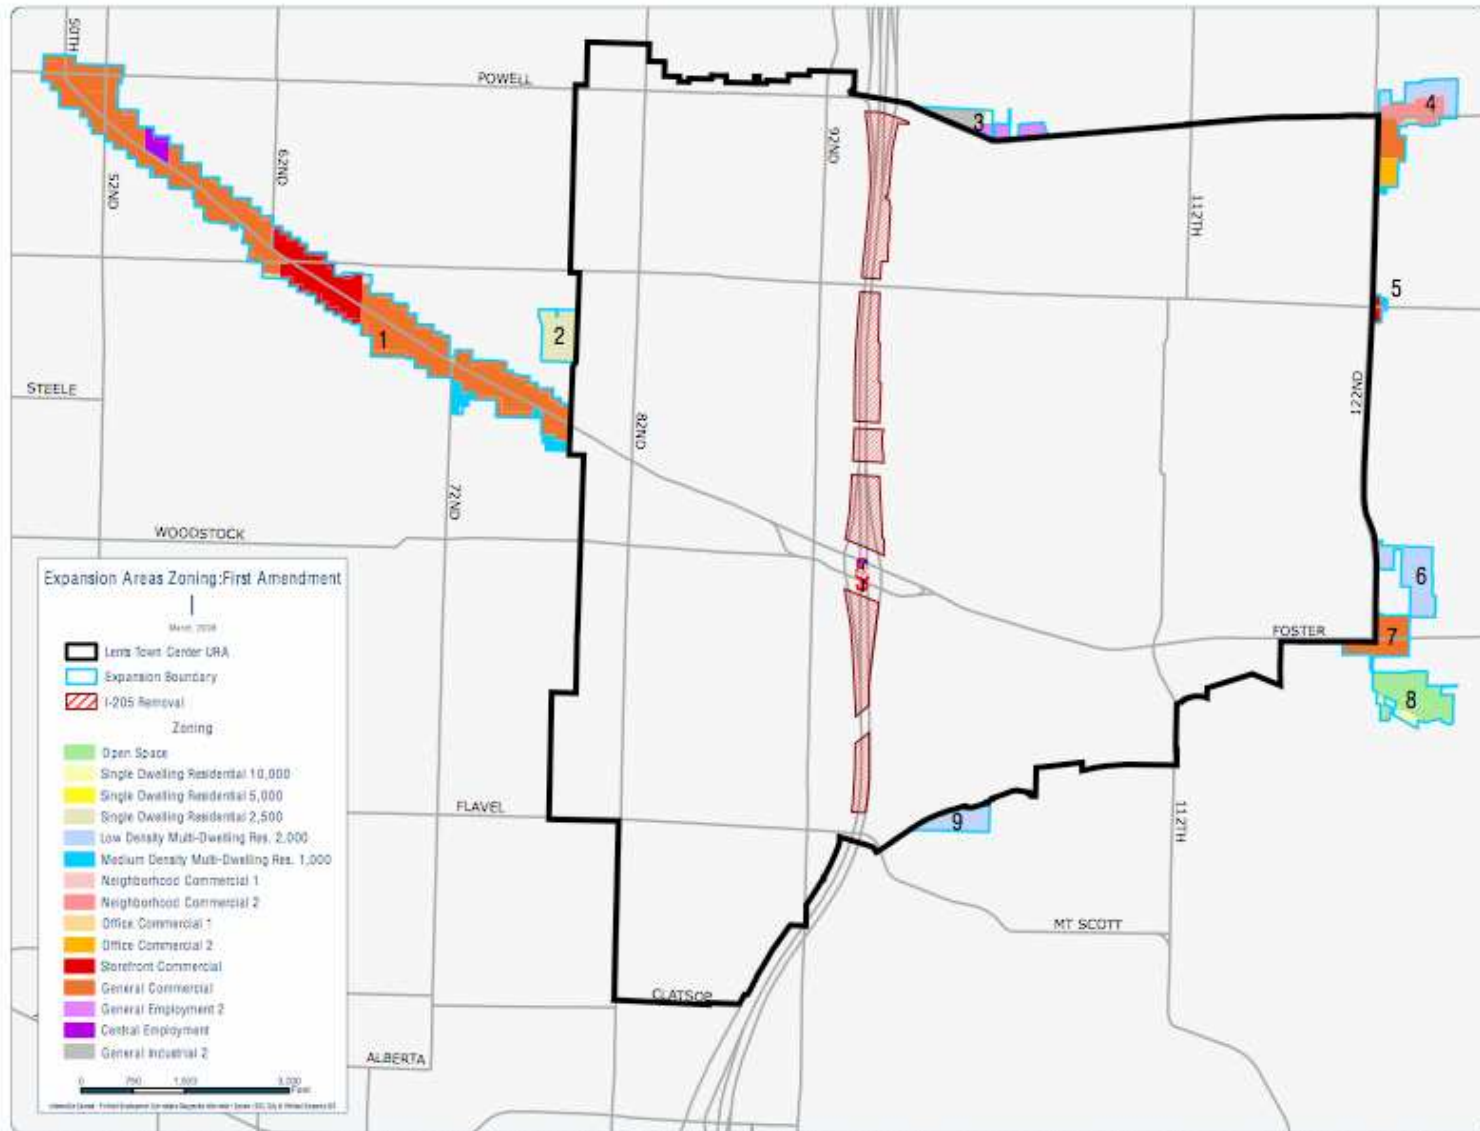 50TH
POWELL
4
3
92ND
62ND
52ND
112TH
5
2
1
STEELE
122ND
82ND
72ND
WOODSTOCK
6
FOSTER
7
8
FLAVEL
9
112TH
MT SCOTT
CLATSOP
ALBERTA
Expansion Areas Zoning:First Amendment
Lents Town Center URA
Expansion Boundary
I-205 Removal
Zoning
Open Space
Single Dwelling Residential 10,000
Single Dwelling Residential 5,000
Single Dwelling Residential 2,500
Low Density Multi-Dwelling Res. 2,000
Medium Density Multi-Dwelling Res. 1,000
Neighborhood Commercial 1
Neighborhood Commercial 2
Office Commercial 1
Office Commercial 2
Storefront Commercial
General Commercial
General Employment 2
Central Employment
General Industrial 2
0 750
Feet